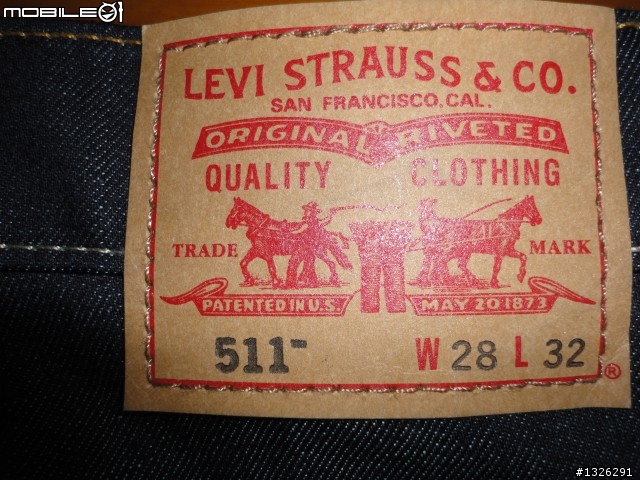 MOBILE01
LEVI STRAUSS & CO.
SAN FRANCISCO, CAL.
ORIGINAL RIVETED
QUALITY CLOTHING
TRADE MARK
PATENTED IN U.S. MAY 20 1873
511™ W 28 L 32
®
#1326291